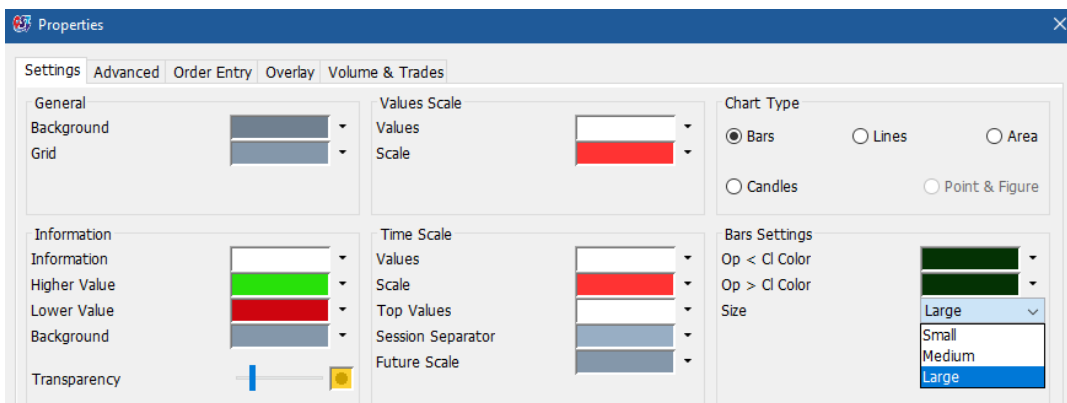 Properties
Settings Advanced Order Entry Overlay Volume & Trades
General
Background
Grid
Values Scale
Values
Scale
Chart Type
Bars Lines Area
Candles Point & Figure
Information
Information
Higher Value
Lower Value
Background
Transparency
Time Scale
Values
Scale
Top Values
Session Separator
Future Scale
Bars Settings
Op < Cl Color
Op > Cl Color
Size Large
Small
Medium
Large